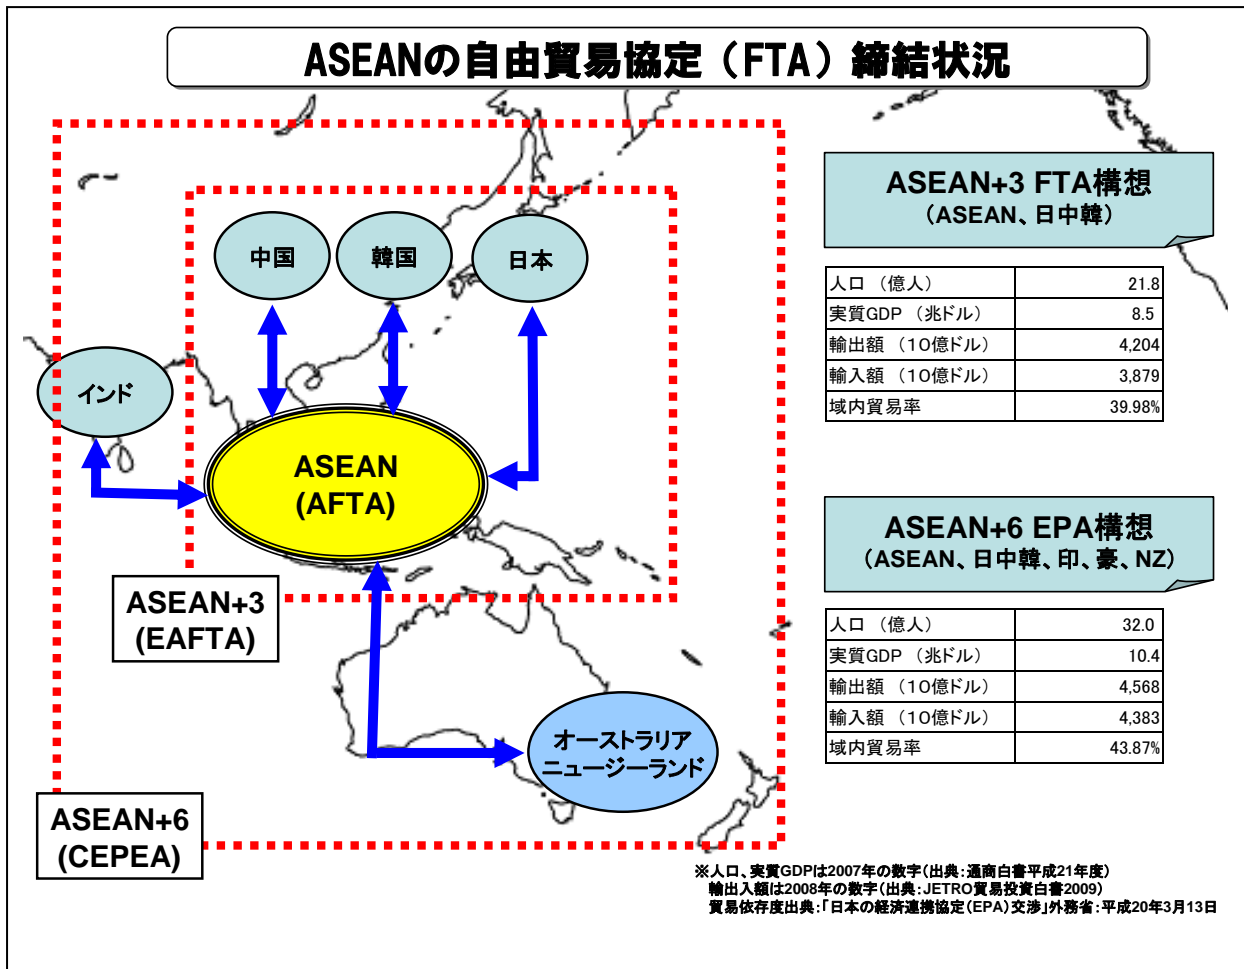 ASEANの自由貿易協定（FTA）締結状況
中国
韓国
日本
インド
ASEAN
(AFTA)
ASEAN+3
(EAFTA)
オーストラリア
ニュージーランド
ASEAN+6
(CEPEA)
ASEAN+3 FTA構想
（ASEAN、日中韓）
人口　（億人） 21.8
実質GDP　（兆ドル） 8.5
輸出額　（10億ドル） 4,204
輸入額　（10億ドル） 3,879
域内貿易率 39.98%
ASEAN+6 EPA構想
（ASEAN、日中韓、印、豪、NZ）
人口　（億人） 32.0
実質GDP　（兆ドル） 10.4
輸出額　（10億ドル） 4,568
輸入額　（10億ドル） 4,383
域内貿易率 43.87%
※人口、実質GDPは2007年の数字（出典：通商白書平成21年度）
輸出入額は2008年の数字（出典：JETRO貿易投資白書2009）
貿易依存度出典：「日本の経済連携協定（EPA）交渉」外務省：平成20年3月13日